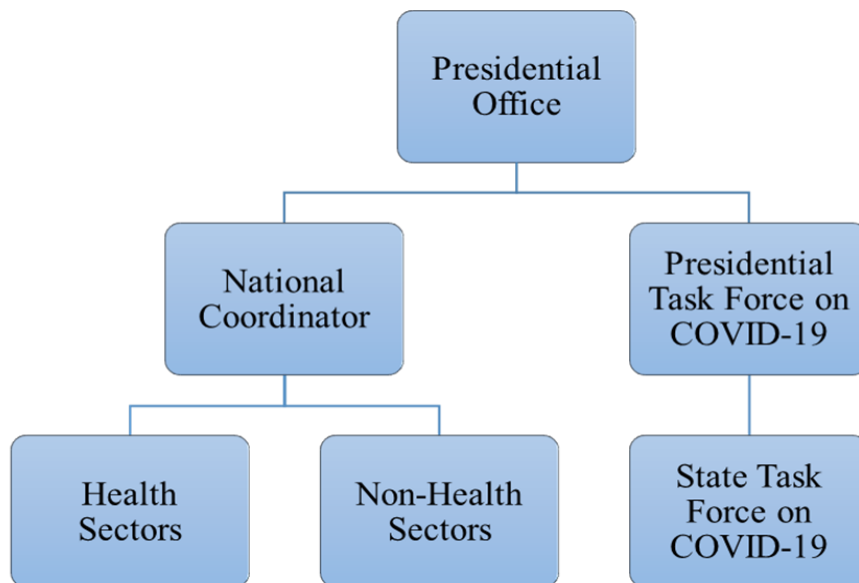 Presidential
Office
National
Coordinator
Presidential
Task Force on
COVID-19
Health
Sectors
Non-Health
Sectors
State Task
Force on
COVID-19